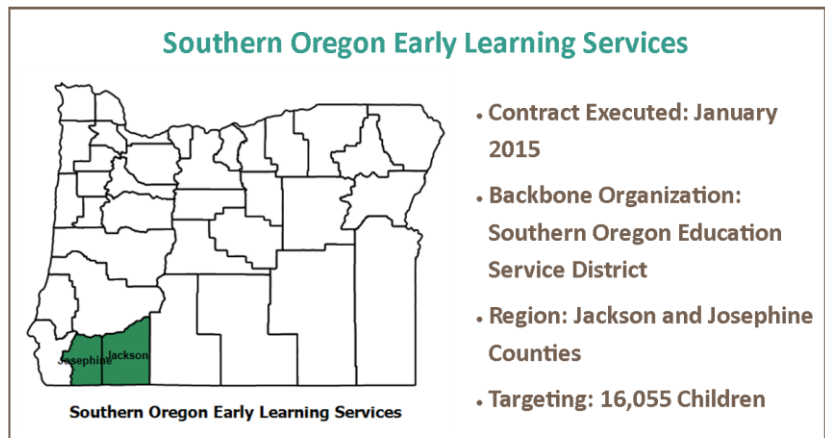 Southern Oregon Early Learning Services
Josephine
Jackson
Southern Oregon Early Learning Services
• Contract Executed: January
2015
• Backbone Organization:
Southern Oregon Education
Service District
• Region: Jackson and Josephine
Counties
• Targeting: 16,055 Children